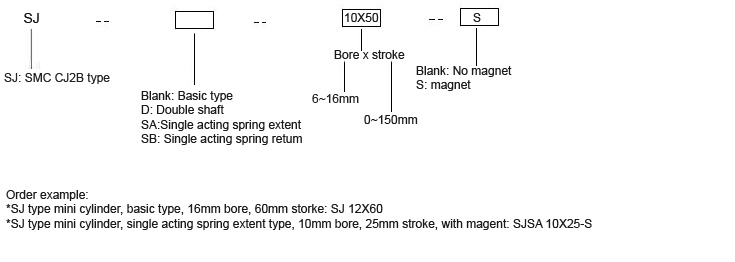 SJ -- -- 10X50 -- S
Bore x stroke
SJ: SMC CJ2B type
Blank: No magnet
S: magnet
Blank: Basic type
D: Double shaft
SA:Single acting spring extent
SB: Single acting spring retum
6~16mm
0~150mm
Order example:
*SJ type mini cylinder, basic type, 16mm bore, 60mm storke: SJ 12X60
*SJ type mini cylinder, single acting spring extent type, 10mm bore, 25mm stroke, with magent: SJSA 10X25-S